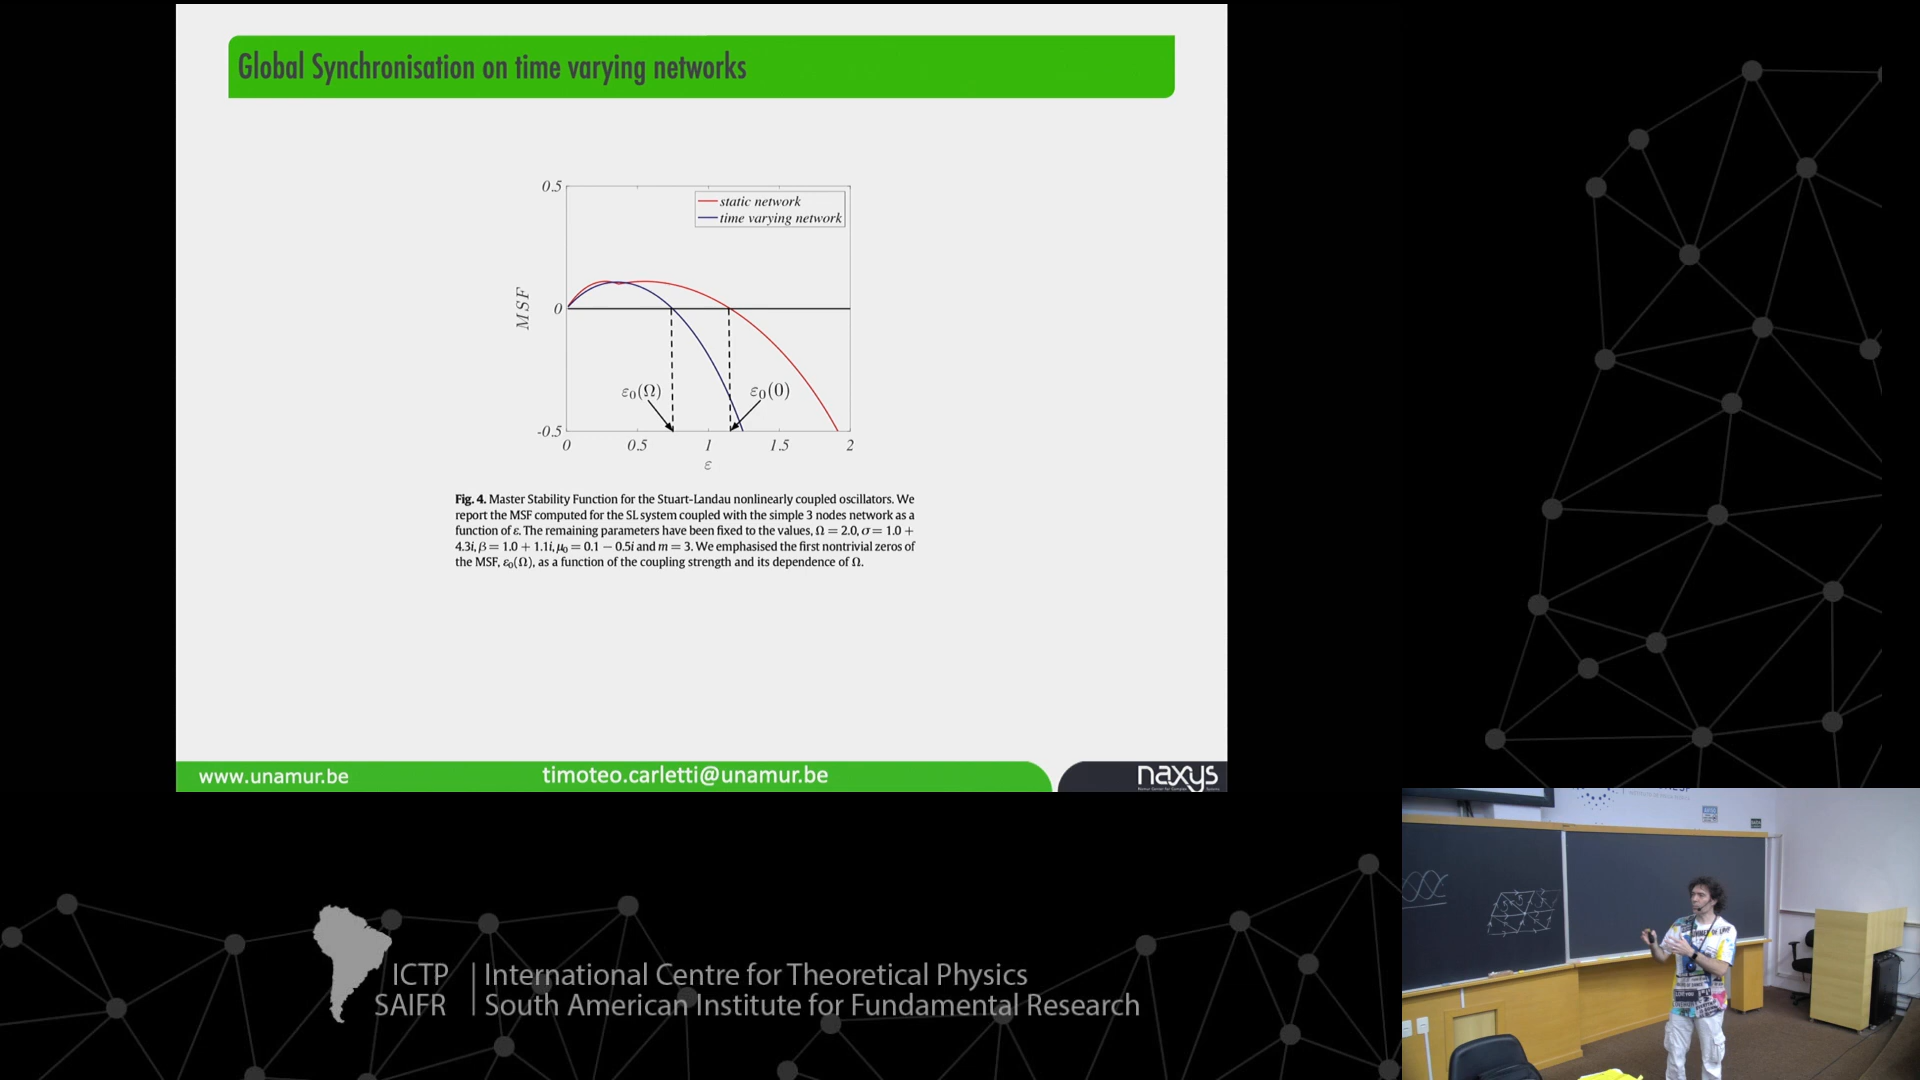 Global Synchronisation on time varying networks
0.5
static network
time varying network
MSF
0
ε₀(Ω)
ε₀(0)
-0.5
0
0.5
1
1.5
2
ε
Fig. 4. Master Stability Function for the Stuart-Landau nonlinearly coupled oscillators. We
report the MSF computed for the SL system coupled with the simple 3 nodes network as a
function of ε. The remaining parameters have been fixed to the values, Ω = 2.0, σ = 1.0 +
4.3i, β = 1.0 + 1.1i, μ₀ = 0.1 − 0.5i and m = 3. We emphasised the first nontrivial zeros of
the MSF, ε₀(Ω), as a function of the coupling strength and its dependence of Ω.
www.unamur.be
timoteo.carletti@unamur.be
naxys
ICTP
International Centre for Theoretical Physics
SAIFR
South American Institute for Fundamental Research